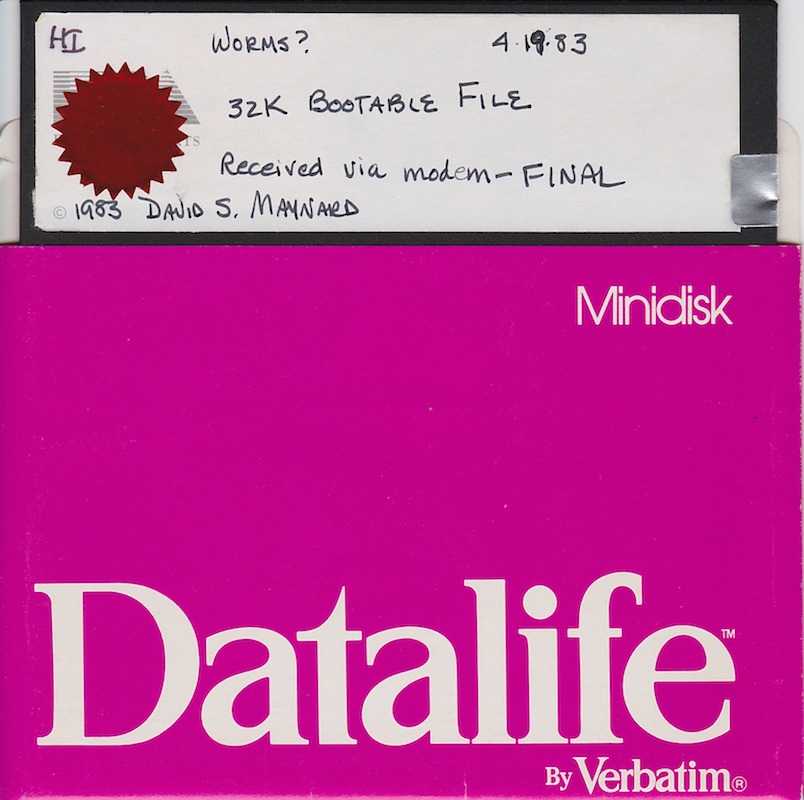 HI
WORMS? 4·19·83
32K BOOTABLE FILE
Received via modem – FINAL
© 1983 DAVID S. MAYNARD
Minidisk
Datalife™
By Verbatim®